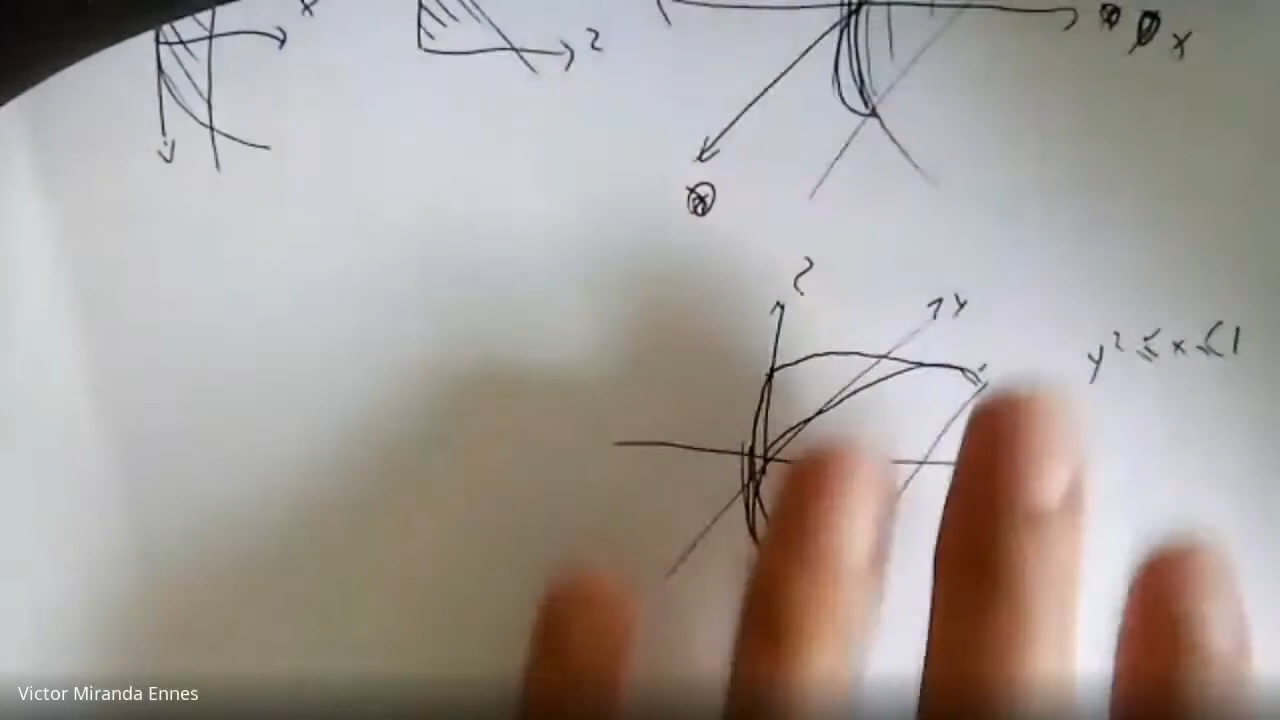 x
z
x
z
y
y² ≤ x ≤ 1
Victor Miranda Ennes